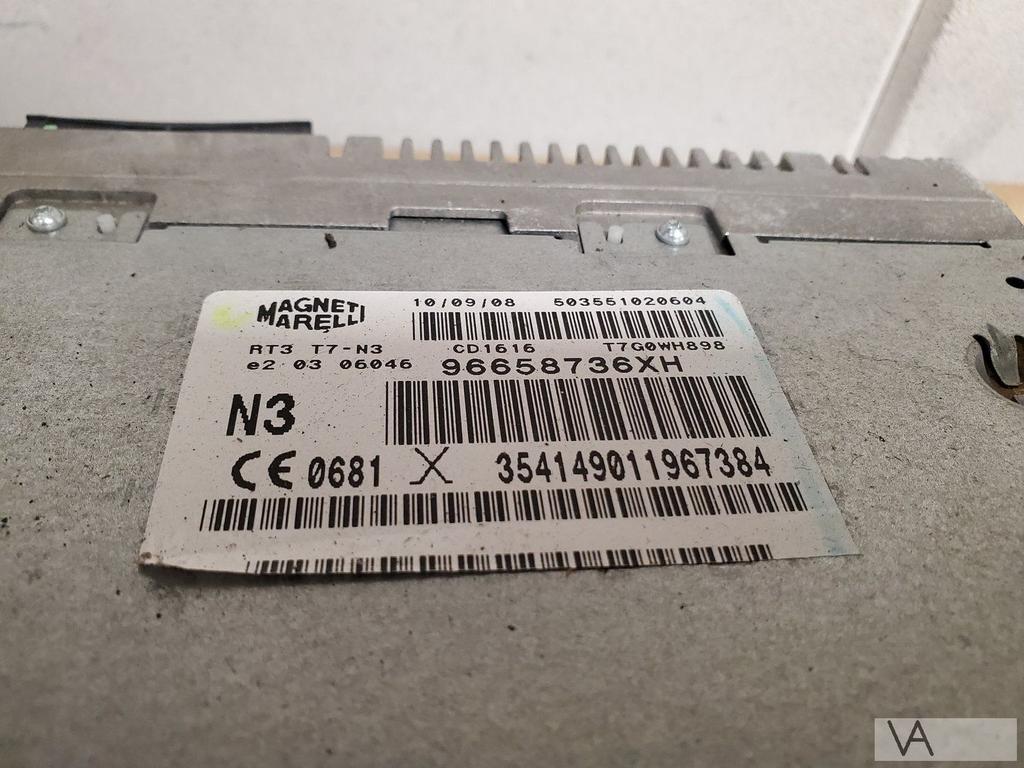 MAGNETI MARELLI
10/09/08 503551020604
RT3 T7-N3 CD1616 T7G0WH898
e2 03 06046 96658736XH
N3
CE 0681 X 354149011967384
VA